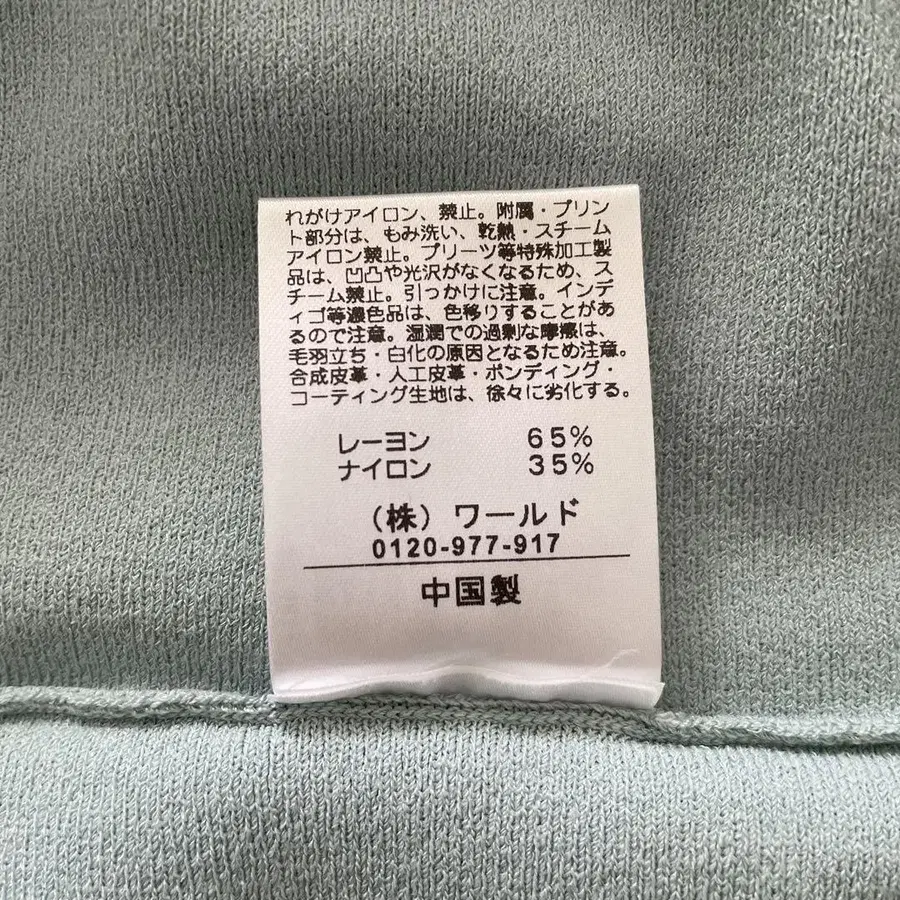 れがけアイロン、禁止。附属・プリン
ト部分は、もみ洗い、乾熱・スチーム
アイロン禁止。プリーツ等特殊加工製
品は、凹凸や光沢がなくなるため、ス
チーム禁止。引っかけに注意。インデ
ィゴ等濃色品は、色移りすることがあ
るので注意。湿潤での過剰な摩擦は、
毛羽立ち・白化の原因となるため注意。
合成皮革・人工皮革・ボンディング・
コーティング生地は、徐々に劣化する。
レーヨン 65%
ナイロン 35%
（株）ワールド
0120-977-917
中国製